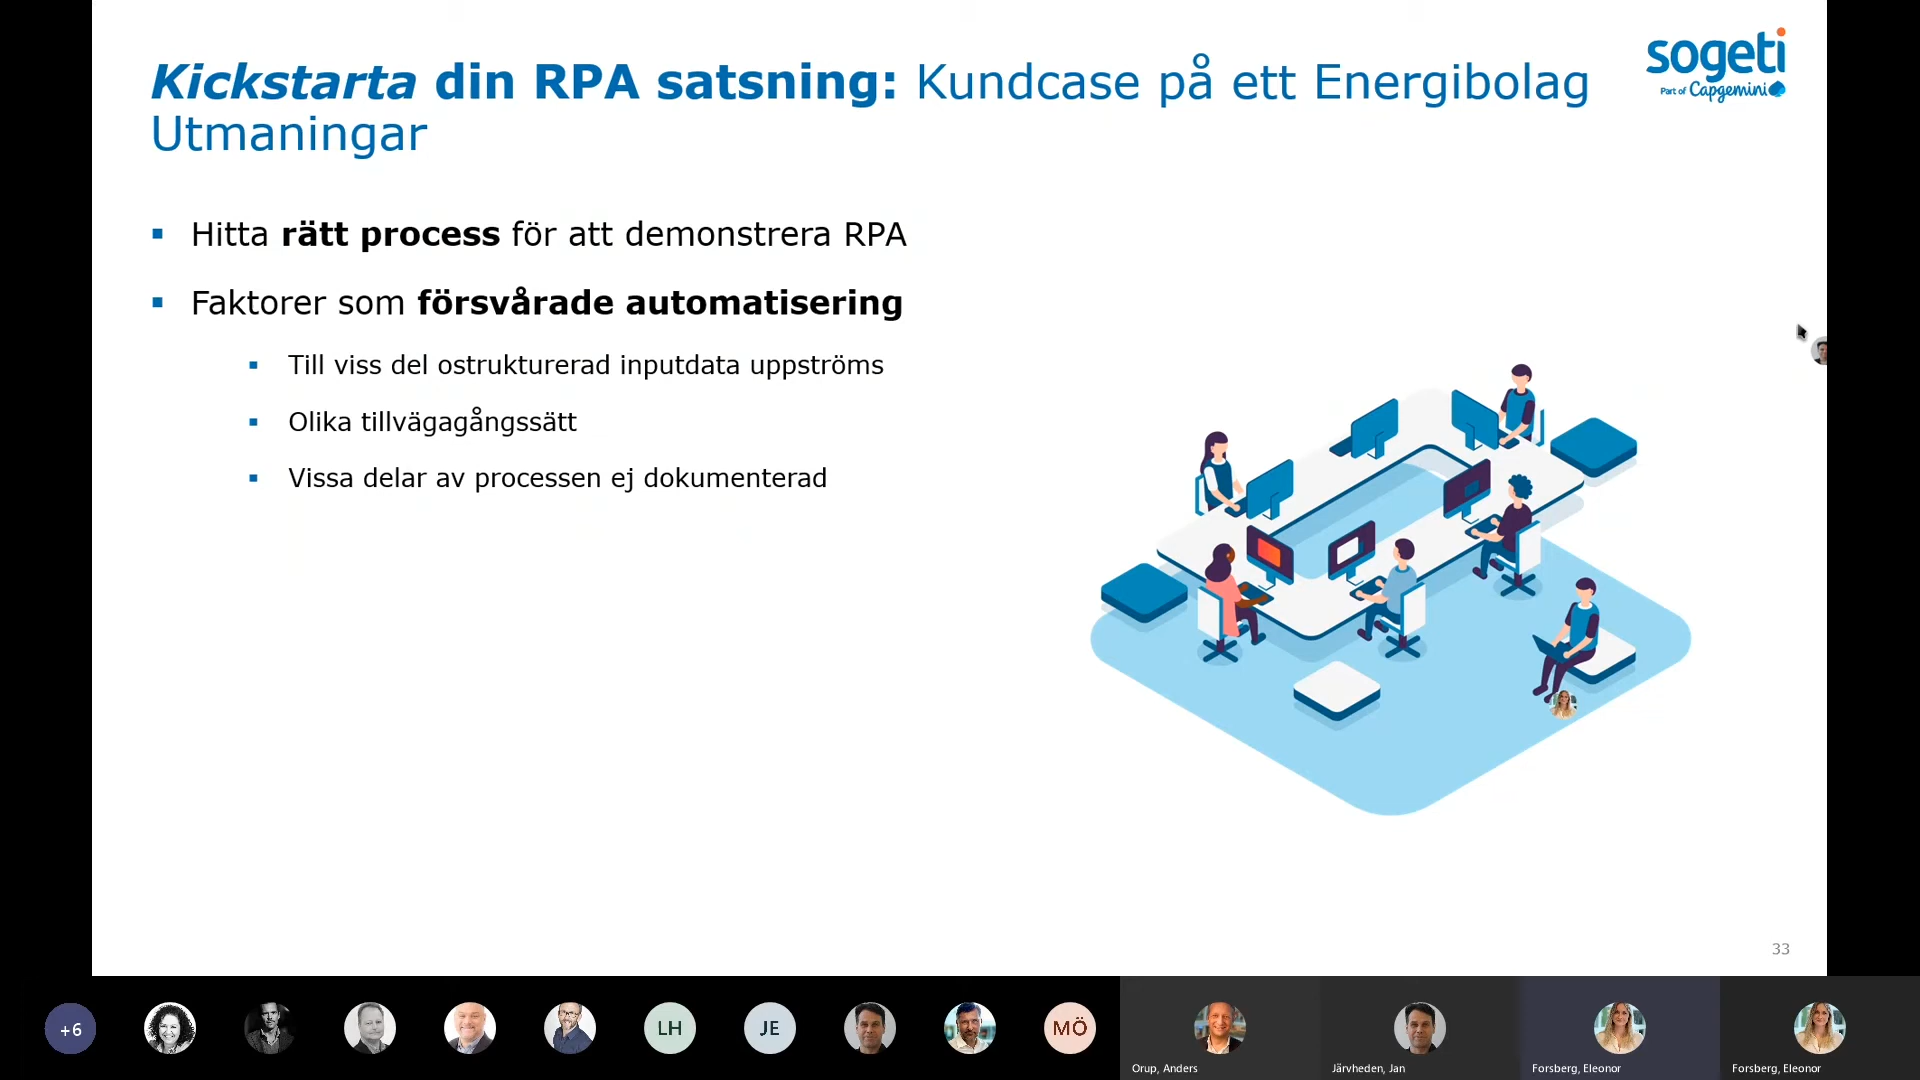 Kickstarta din RPA satsning: Kundcase på ett Energibolag
Utmaningar
sogeti
Part of Capgemini
Hitta rätt process för att demonstrera RPA
Faktorer som försvårade automatisering
Till viss del ostrukturerad inputdata uppströms
Olika tillvägagångssätt
Vissa delar av processen ej dokumenterad
33
+6
LH
JE
MÖ
Orup, Anders
Järvheden, Jan
Forsberg, Eleonor
Forsberg, Eleonor